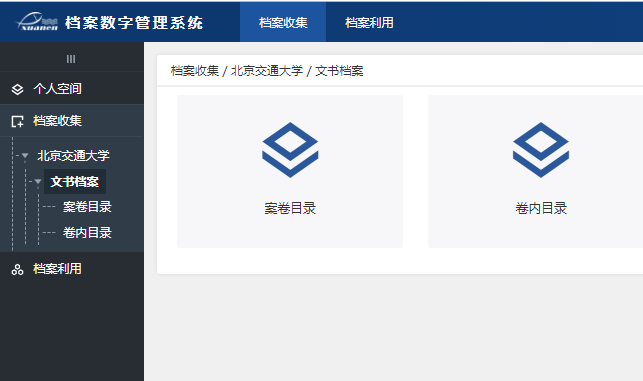 xuanen 档案数字管理系统 档案收集 档案利用
个人空间
档案收集
北京交通大学
文书档案
案卷目录
卷内目录
档案利用
档案收集 / 北京交通大学 / 文书档案
案卷目录
卷内目录